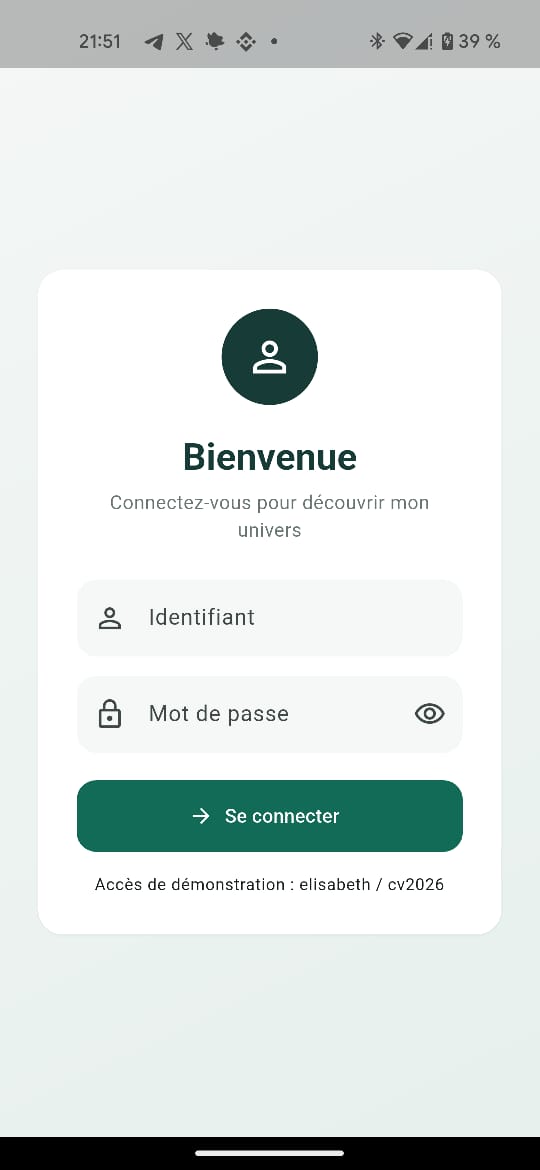 21:51
39 %
Bienvenue
Connectez-vous pour découvrir mon
univers
Identifiant
Mot de passe
Se connecter
Accès de démonstration : elisabeth / cv2026